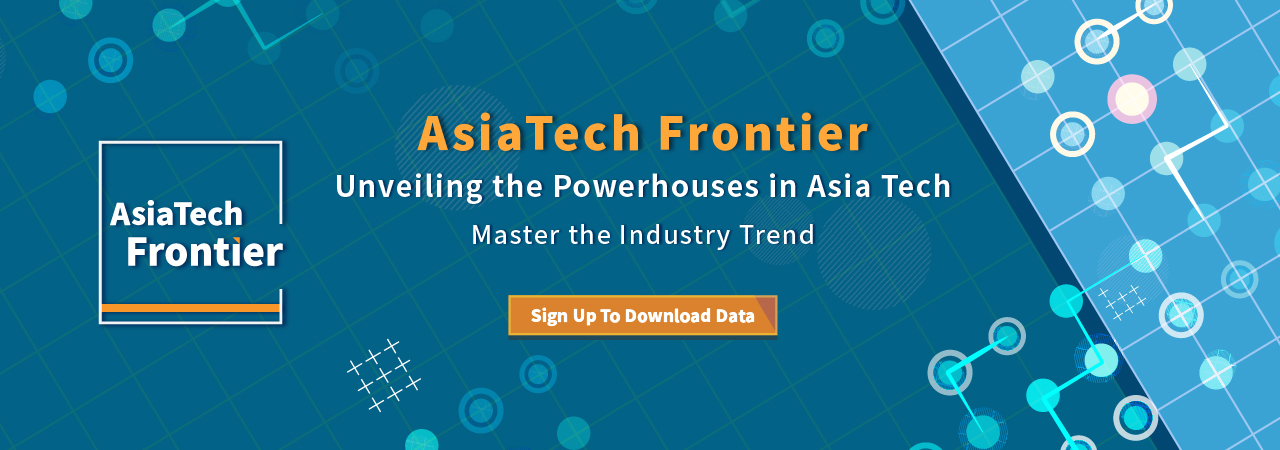 AsiaTech
Frontier
AsiaTech Frontier
Unveiling the Powerhouses in Asia Tech
Master the Industry Trend
Sign Up To Download Data